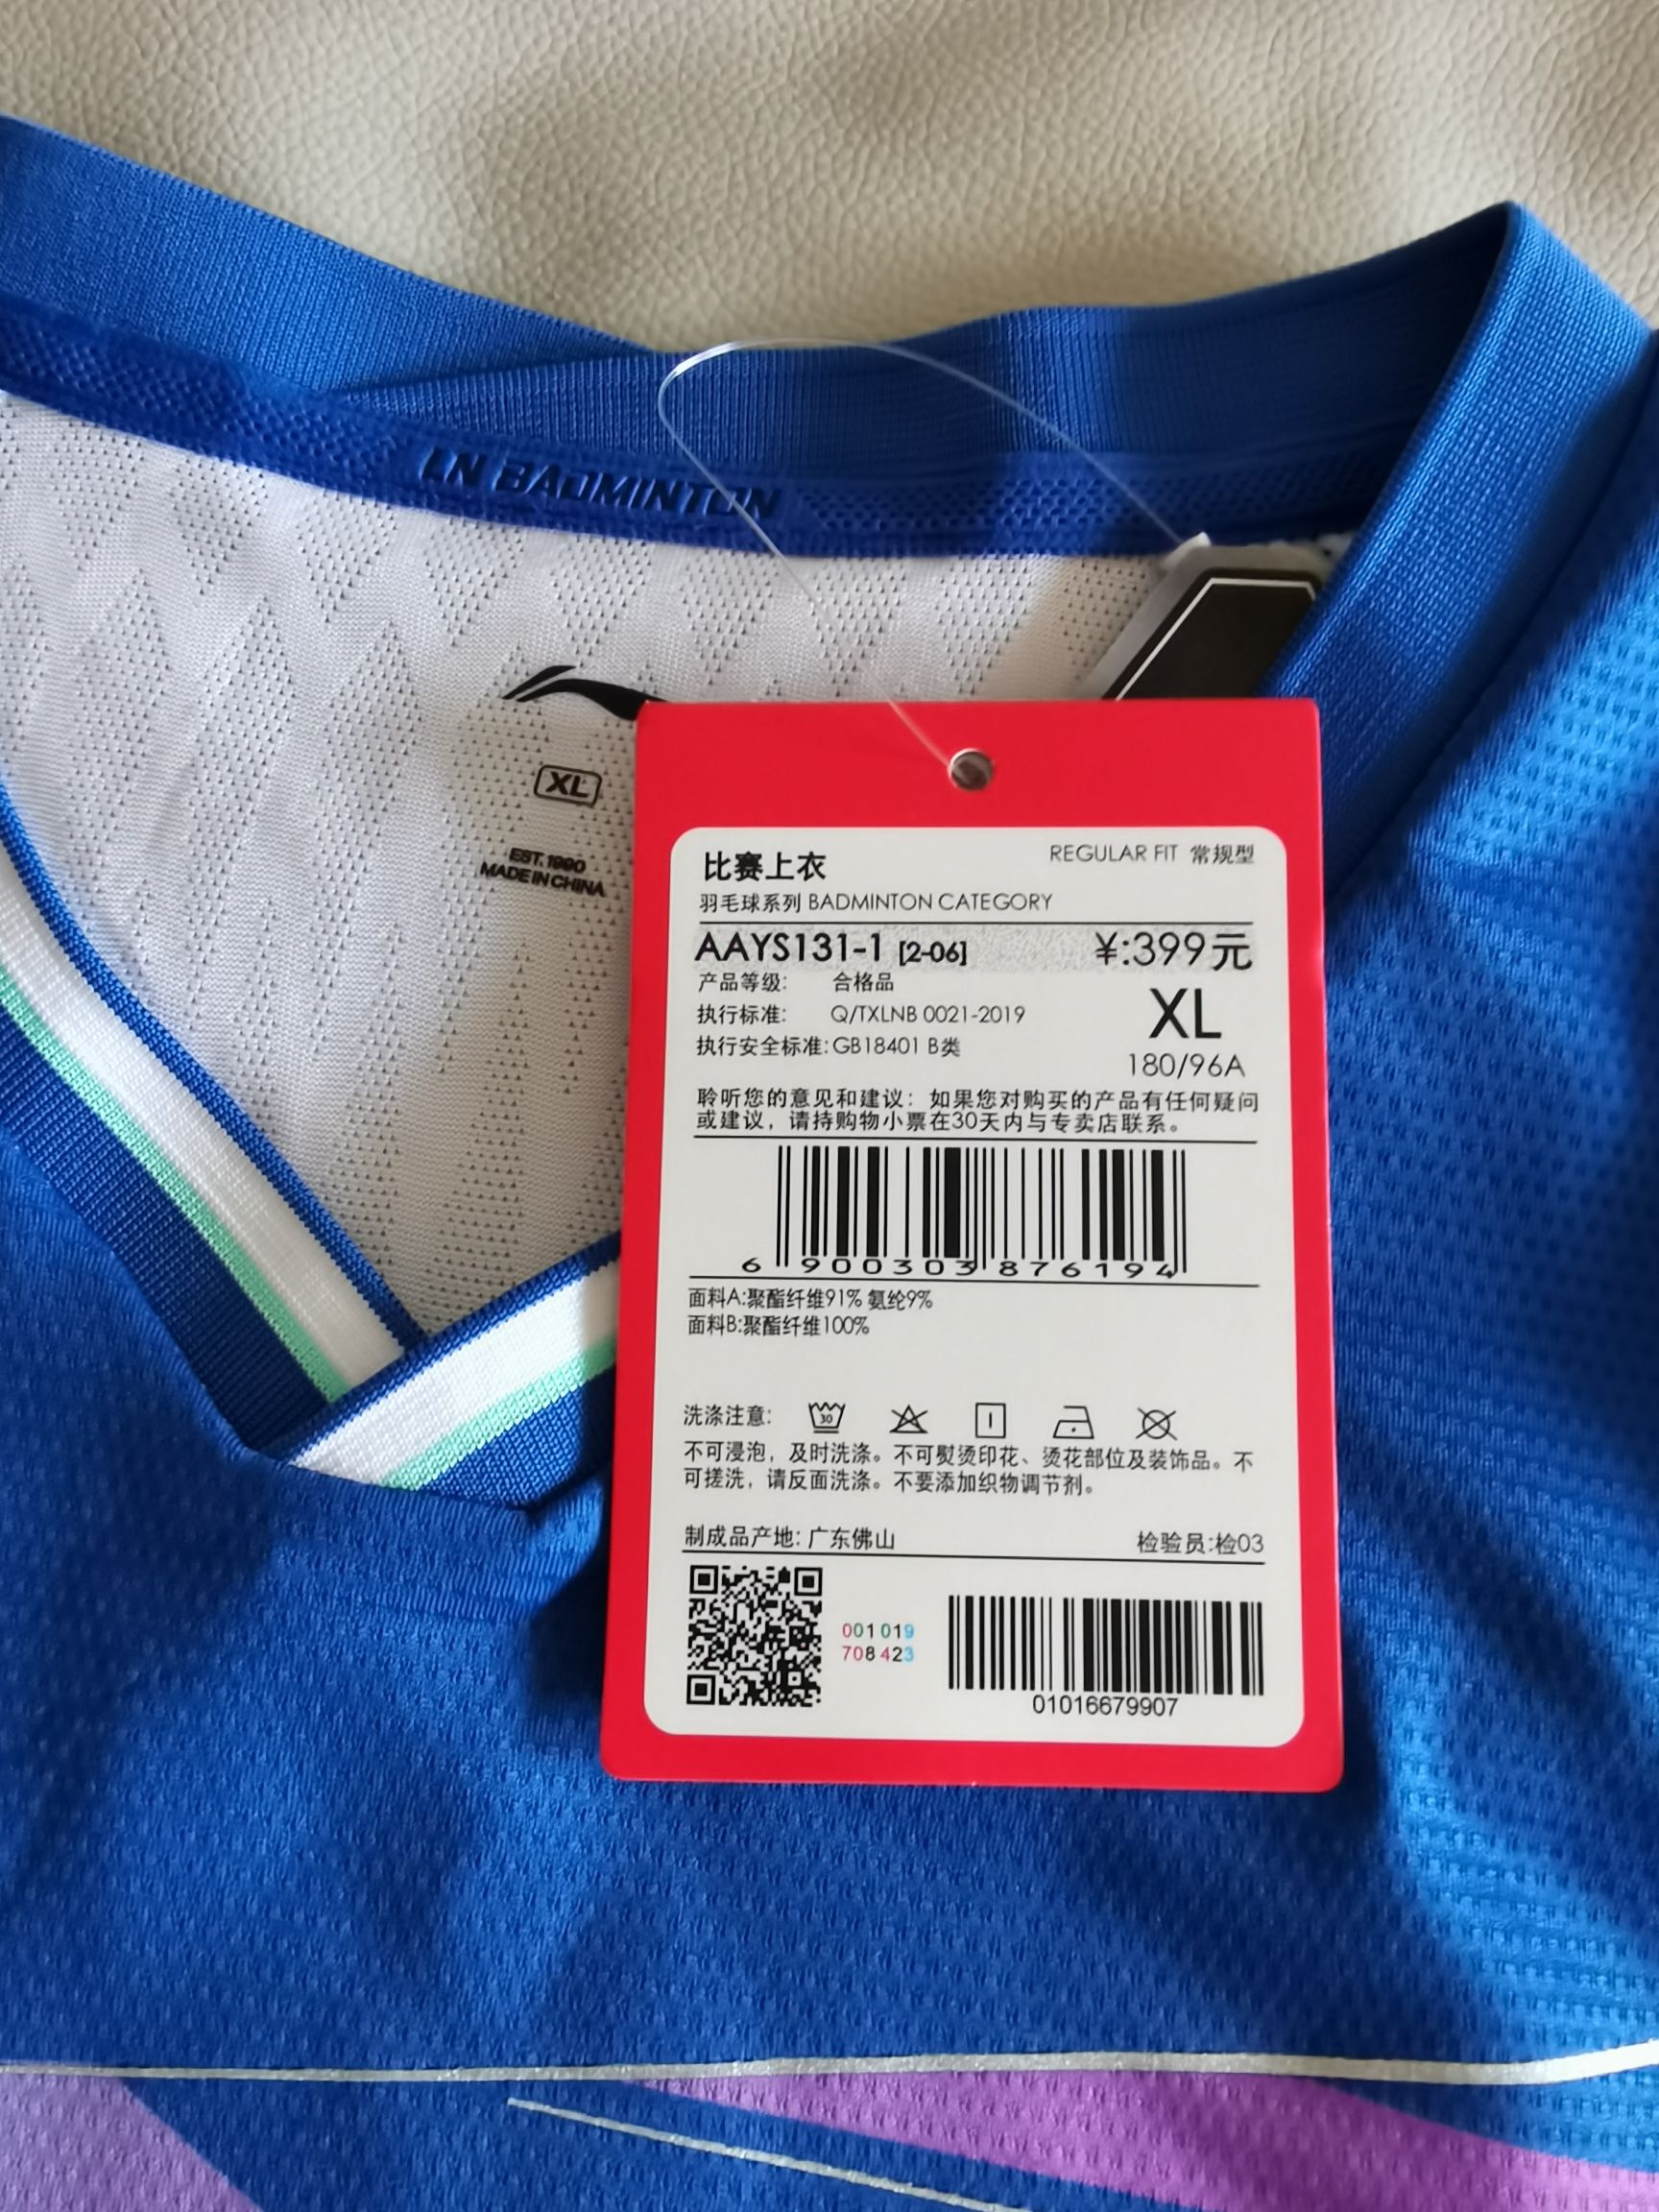 LN BADMINTON
XL
EST. 1990
MADE IN CHINA
比赛上衣
REGULAR FIT 常规型
羽毛球系列 BADMINTON CATEGORY
AAYS131-1 [2-06] ¥:399元
产品等级: 合格品
执行标准: Q/TXLNB 0021-2019
XL
执行安全标准:GB18401 B类
180/96A
聆听您的意见和建议：如果您对购买的产品有任何疑问
或建议，请持购物小票在30天内与专卖店联系。
6 900303 876194
面料A:聚酯纤维91% 氨纶9%
面料B:聚酯纤维100%
洗涤注意: 30
不可浸泡，及时洗涤。不可熨烫印花、烫花部位及装饰品。不
可搓洗，请反面洗涤。不要添加织物调节剂。
制成品产地: 广东佛山 检验员:检03
001 019
708 423
01016679907